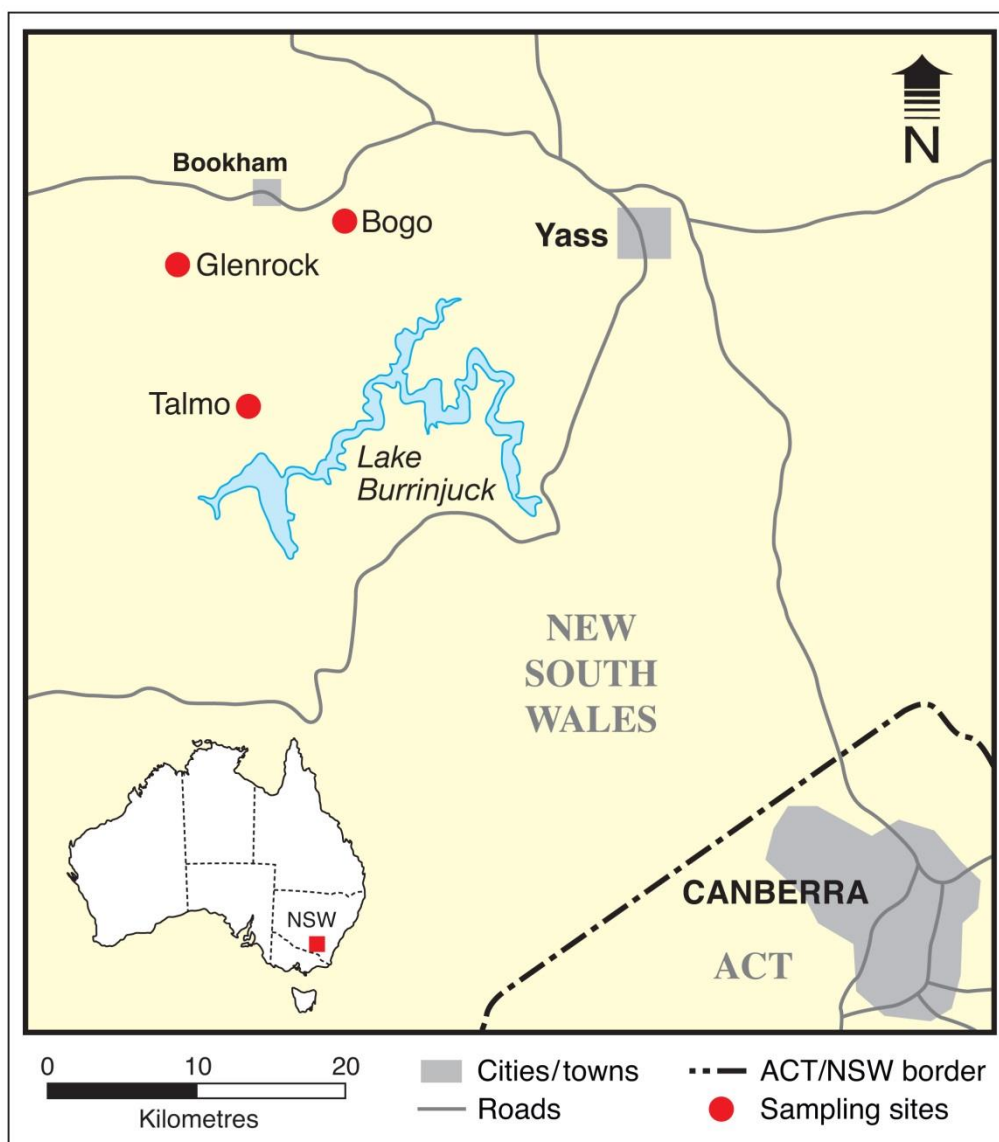 N
Bookham
Bogo
Yass
Glenrock
Talmo
Lake
Burrinjuck
NEW
SOUTH
WALES
CANBERRA
NSW
ACT
0 10 20
Kilometres
Cities/towns
Roads
ACT/NSW border
Sampling sites